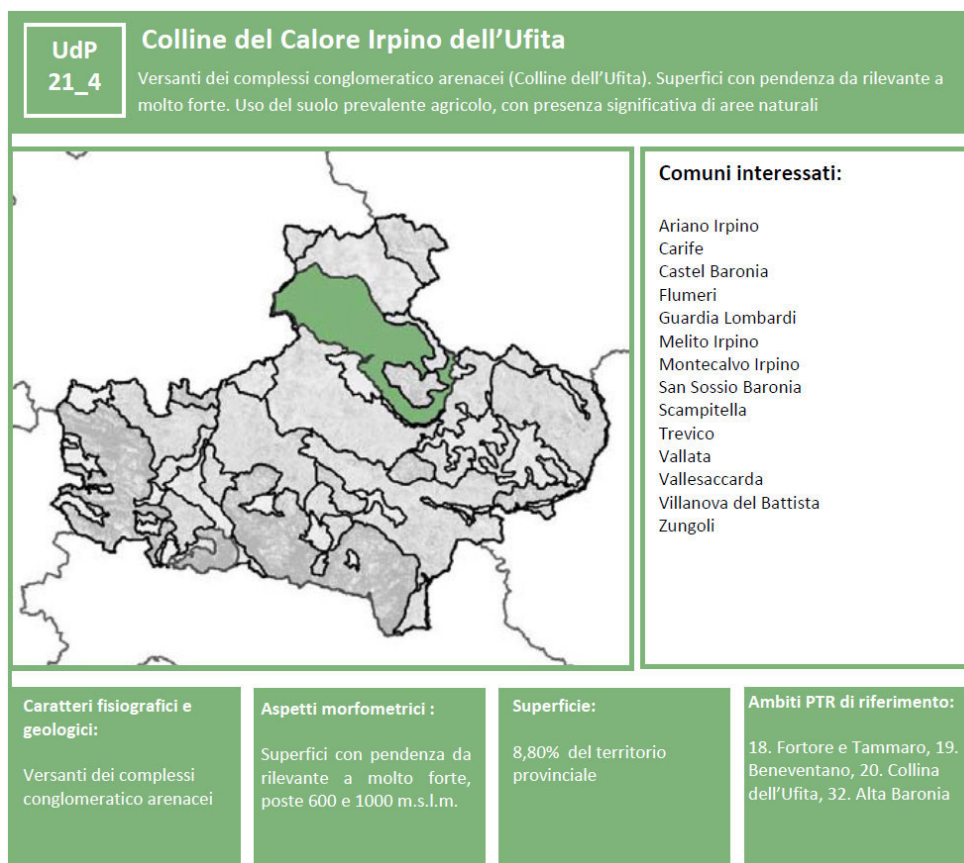 UdP
21_4
Colline del Calore Irpino dell’Ufita
Versanti dei complessi conglomeratico arenacei (Colline dell’Ufita). Superfici con pendenza da rilevante a
molto forte. Uso del suolo prevalente agricolo, con presenza significativa di aree naturali
Comuni interessati:
Ariano Irpino
Carife
Castel Baronia
Flumeri
Guardia Lombardi
Melito Irpino
Montecalvo Irpino
San Sossio Baronia
Scampitella
Trevico
Vallata
Vallesaccarda
Villanova del Battista
Zungoli
Caratteri fisiografici e
geologici:
Versanti dei complessi
conglomeratico arenacei
Aspetti morfometrici :
Superfici con pendenza da
rilevante a molto forte,
poste 600 e 1000 m.s.l.m.
Superficie:
8,80% del territorio
provinciale
Ambiti PTR di riferimento:
18. Fortore e Tammaro, 19.
Beneventano, 20. Collina
dell’Ufita, 32. Alta Baronia